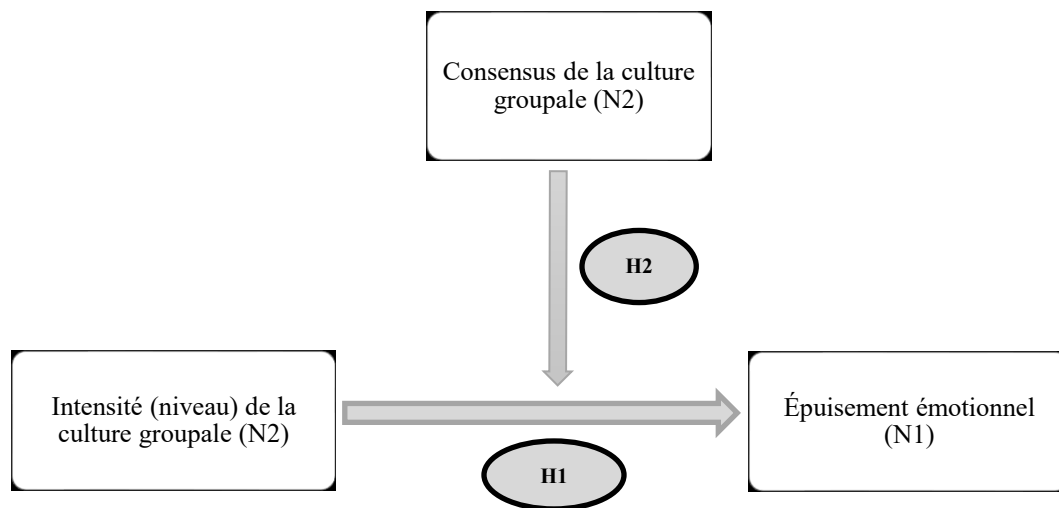 Consensus de la culture
groupale (N2)
H2
Intensité (niveau) de la
culture groupale (N2)
Épuisement émotionnel
(N1)
H1